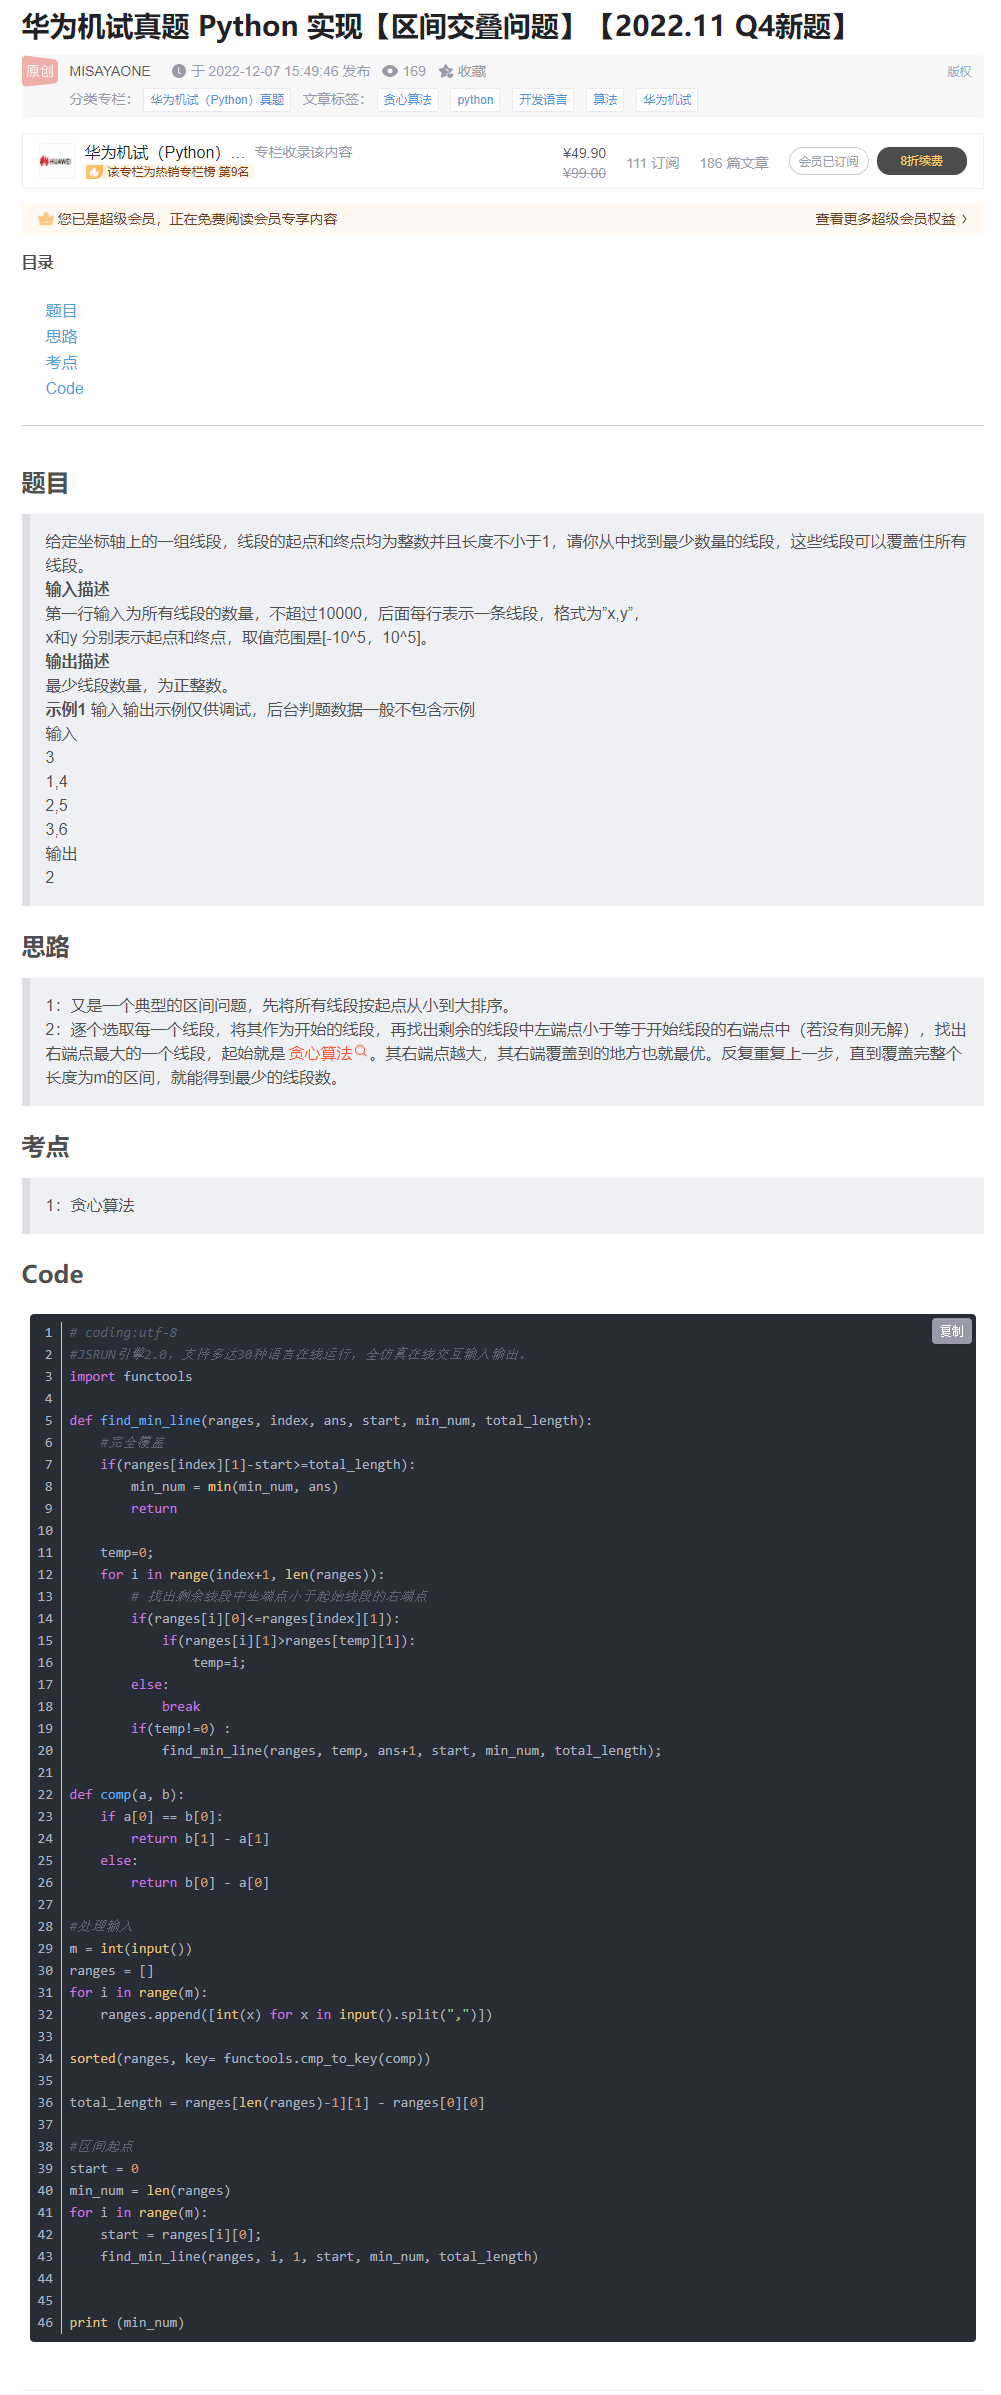 华为机试真题 Python 实现【区间交叠问题】【2022.11 Q4新题】
原创 MISAYAONE 于 2022-12-07 15:49:46 发布 169 收藏 版权
分类专栏： 华为机试（Python）真题 文章标签： 贪心算法 python 开发语言 算法 华为机试
HUAWEI 华为机试（Python）... 专栏收录该内容 ¥49.90 111 订阅 186 篇文章 会员已订阅 8折续费
该专栏为热销专栏榜 第9名 ¥99.00
您已是超级会员，正在免费阅读会员专享内容 查看更多超级会员权益
目录
题目
思路
考点
Code
题目
给定坐标轴上的一组线段，线段的起点和终点均为整数并且长度不小于1，请你从中找到最少数量的线段，这些线段可以覆盖住所有
线段。
输入描述
第一行输入为所有线段的数量，不超过10000，后面每行表示一条线段，格式为”x,y”，
x和y 分别表示起点和终点，取值范围是[-10^5，10^5]。
输出描述
最少线段数量，为正整数。
示例1 输入输出示例仅供调试，后台判题数据一般不包含示例
输入
3
1,4
2,5
3,6
输出
2
思路
1：又是一个典型的区间问题，先将所有线段按起点从小到大排序。
2：逐个选取每一个线段，将其作为开始的线段，再找出剩余的线段中左端点小于等于开始线段的右端点中（若没有则无解），找出
右端点最大的一个线段，起始就是 贪心算法 。其右端点越大，其右端覆盖到的地方也就最优。反复重复上一步，直到覆盖完整个
长度为m的区间，就能得到最少的线段数。
考点
1：贪心算法
Code
复制
1 # coding:utf-8
2 #JSRUN引擎2.0，支持多达30种语言在线运行，全仿真在线交互输入输出。
3 import functools
4
5 def find_min_line(ranges, index, ans, start, min_num, total_length):
6     #完全覆盖
7     if(ranges[index][1]-start>=total_length):
8         min_num = min(min_num, ans)
9         return
10
11     temp=0;
12     for i in range(index+1, len(ranges)):
13         # 找出剩余线段中坐端点小于起始线段的右端点
14         if(ranges[i][0]<=ranges[index][1]):
15             if(ranges[i][1]>ranges[temp][1]):
16                 temp=i;
17         else:
18             break
19         if(temp!=0) :
20             find_min_line(ranges, temp, ans+1, start, min_num, total_length);
21
22 def comp(a, b):
23     if a[0] == b[0]:
24         return b[1] - a[1]
25     else:
26         return b[0] - a[0]
27
28 #处理输入
29 m = int(input())
30 ranges = []
31 for i in range(m):
32     ranges.append([int(x) for x in input().split(",")])
33
34 sorted(ranges, key= functools.cmp_to_key(comp))
35
36 total_length = ranges[len(ranges)-1][1] - ranges[0][0]
37
38 #区间起点
39 start = 0
40 min_num = len(ranges)
41 for i in range(m):
42     start = ranges[i][0];
43     find_min_line(ranges, i, 1, start, min_num, total_length)
44
45
46 print (min_num)